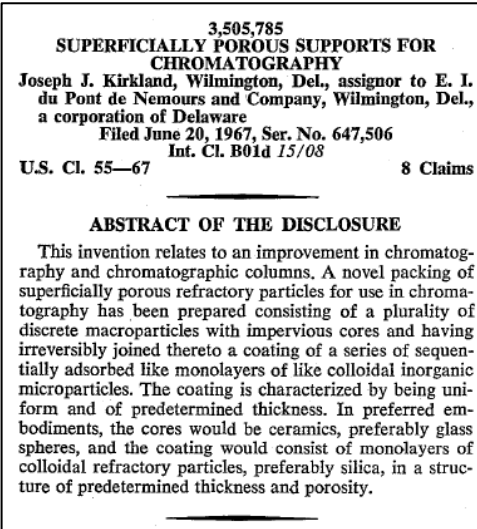 3,505,785
SUPERFICIALLY POROUS SUPPORTS FOR
CHROMATOGRAPHY
Joseph J. Kirkland, Wilmington, Del., assignor to E. I.
du Pont de Nemours and Company, Wilmington, Del.,
a corporation of Delaware
Filed June 20, 1967, Ser. No. 647,506
Int. Cl. B01d 15/08
U.S. Cl. 55—67 8 Claims
ABSTRACT OF THE DISCLOSURE
This invention relates to an improvement in chromatog-
raphy and chromatographic columns. A novel packing of
superficially porous refractory particles for use in chroma-
tography has been prepared consisting of a plurality of
discrete macroparticles with impervious cores and having
irreversibly joined thereto a coating of a series of sequen-
tially adsorbed like monolayers of like colloidal inorganic
microparticles. The coating is characterized by being uni-
form and of predetermined thickness. In preferred em-
bodiments, the cores would be ceramics, preferably glass
spheres, and the coating would consist of monolayers of
colloidal refractory particles, preferably silica, in a struc-
ture of predetermined thickness and porosity.